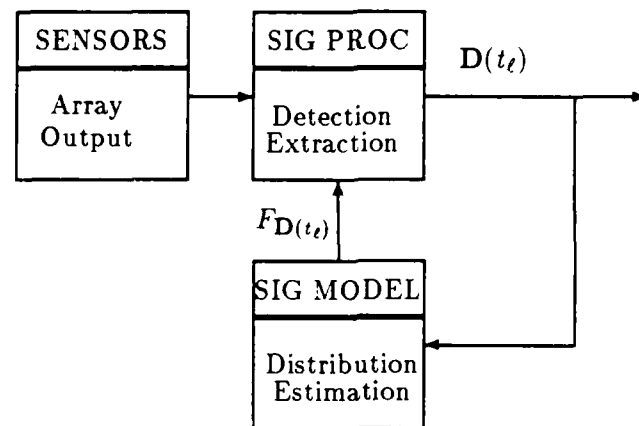 SENSORS
Array
Output
SIG PROC
Detection
Extraction
D(tℓ)
F_D(tℓ)
SIG MODEL
Distribution
Estimation